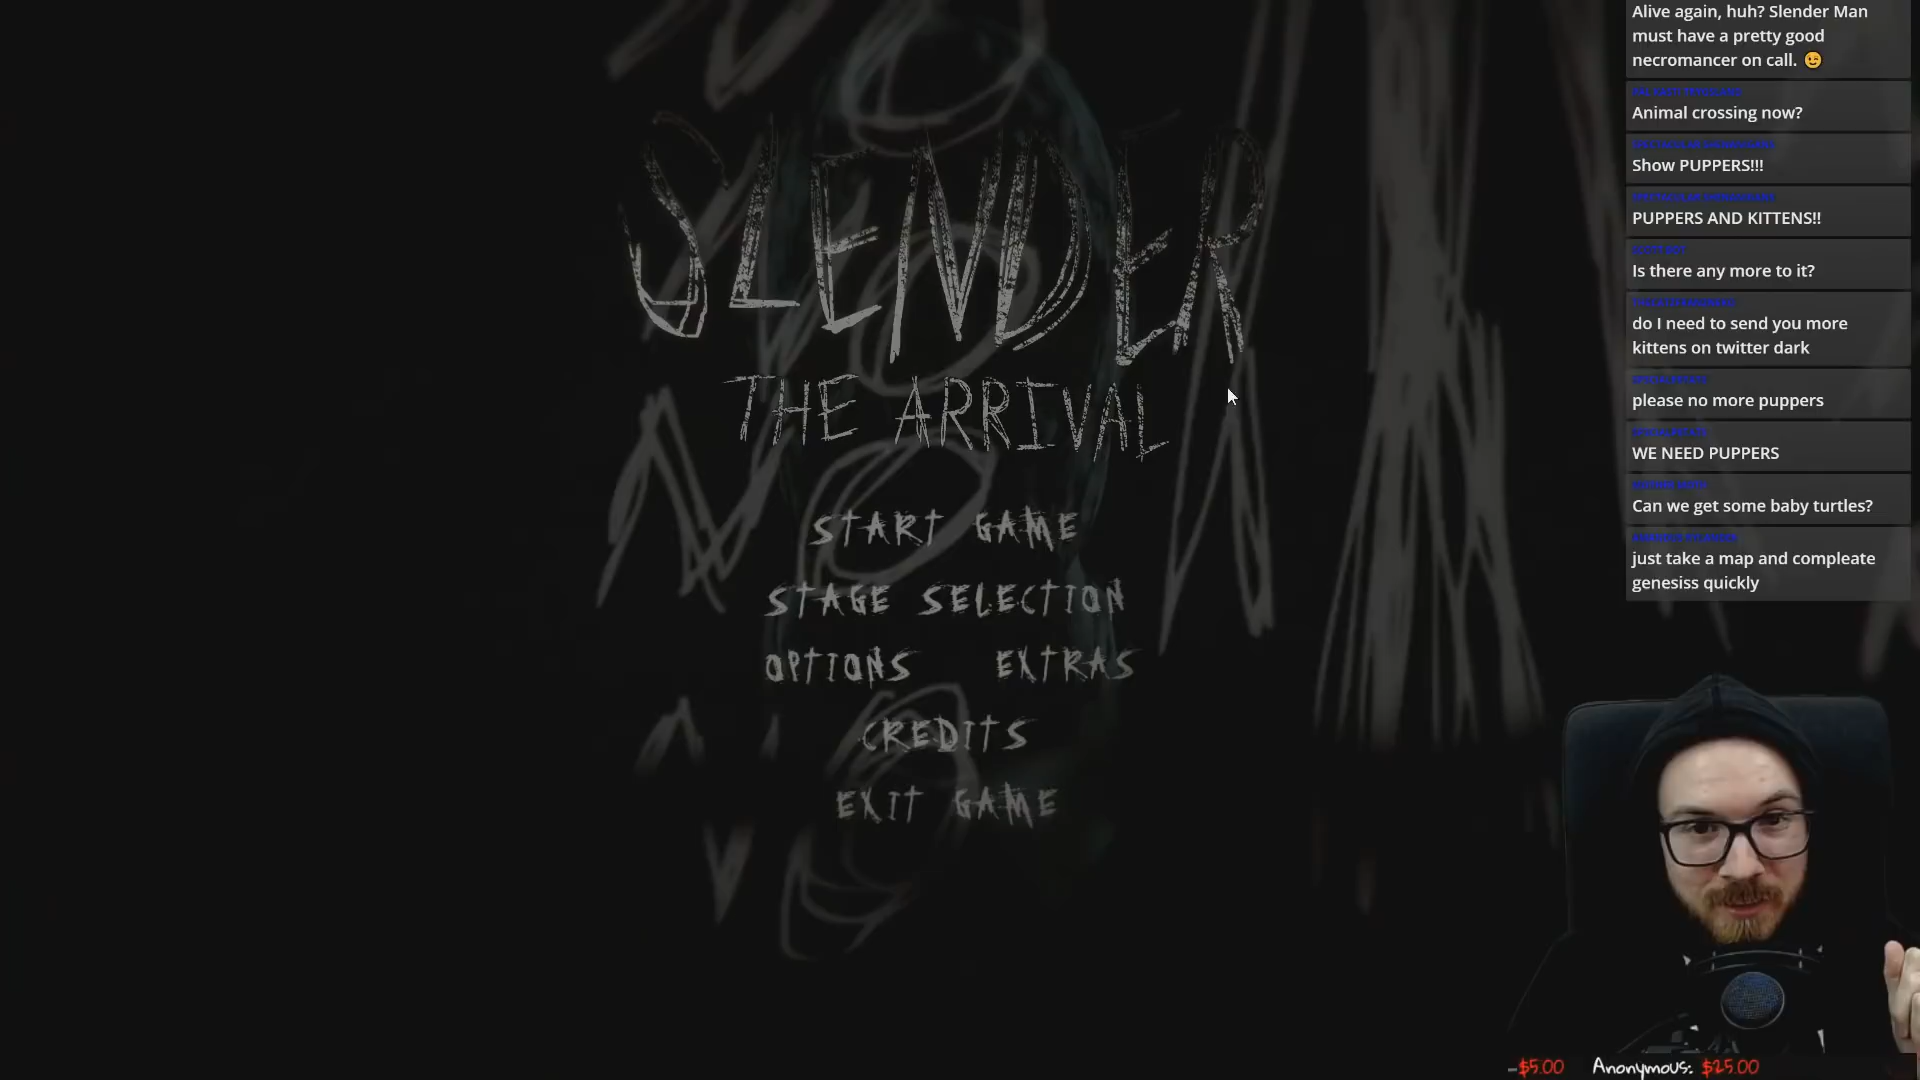 SLENDER
THE ARRIVAL
START GAME
STAGE SELECTION
OPTIONS EXTRAS
CREDITS
EXIT GAME
Alive again, huh? Slender Man
must have a pretty good
necromancer on call. 😉
Animal crossing now?
Show PUPPERS!!!
PUPPERS AND KITTENS!!
Is there any more to it?
do I need to send you more
kittens on twitter dark
please no more puppers
WE NEED PUPPERS
Can we get some baby turtles?
just take a map and compleate
genesiss quickly
–$5.00 Anonymous: $25.00